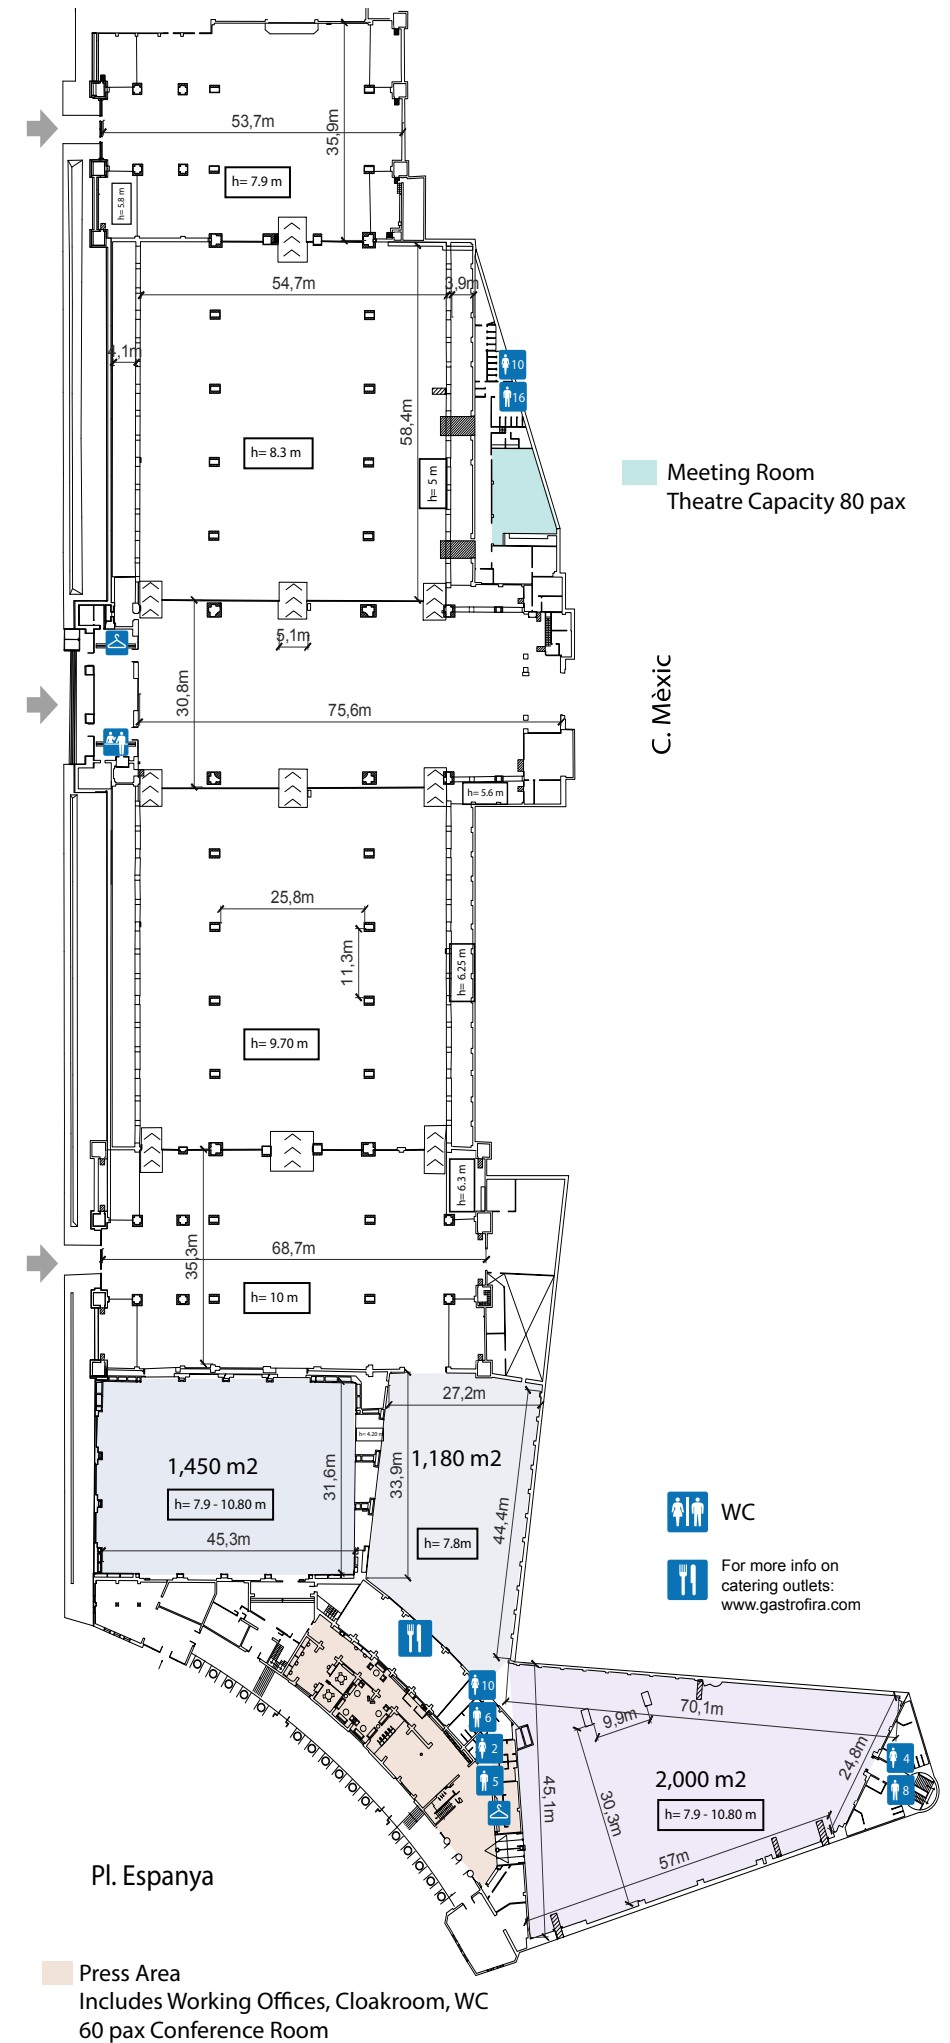 53,7m
35,9m
h= 7.9 m
h= 5.8 m
54,7m
3,9m
4,1m
10
16
58,4m
h= 8.3 m
h= 5 m
Meeting Room
Theatre Capacity 80 pax
5,1m
30,8m
75,6m
C. Mèxic
h= 5.6 m
25,8m
11,3m
h= 6.25 m
h= 9.70 m
h= 6.3 m
35,3m
68,7m
h= 10 m
27,2m
h= 4.20 m
1,450 m2
31,6m
33,9m
1,180 m2
h= 7.9 - 10.80 m
44,4m
45,3m
h= 7.8m
WC
For more info on
catering outlets:
www.gastrofira.com
10
6
2
5
70,1m
9,9m
24,8m
4
8
2,000 m2
45,1m
30,3m
h= 7.9 - 10.80 m
57m
Pl. Espanya
Press Area
Includes Working Offices, Cloakroom, WC
60 pax Conference Room